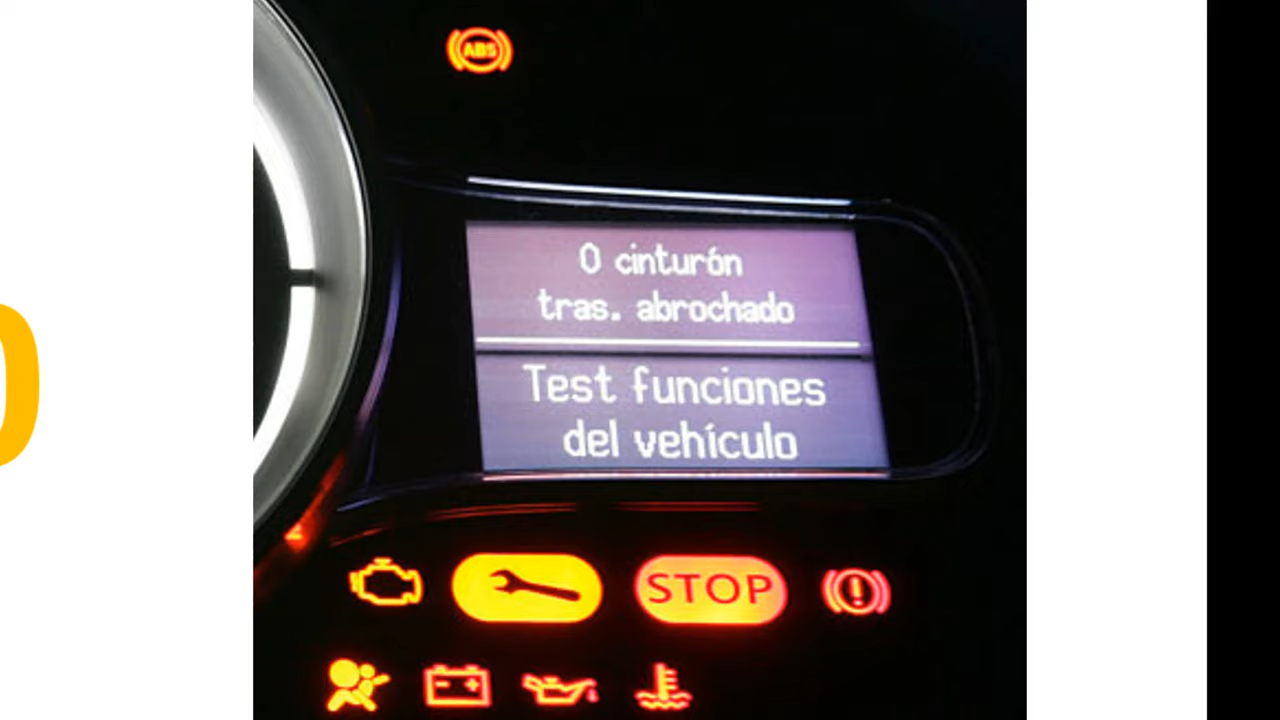 ABS
0 cinturón
tras. abrochado
Test funciones
del vehículo
STOP